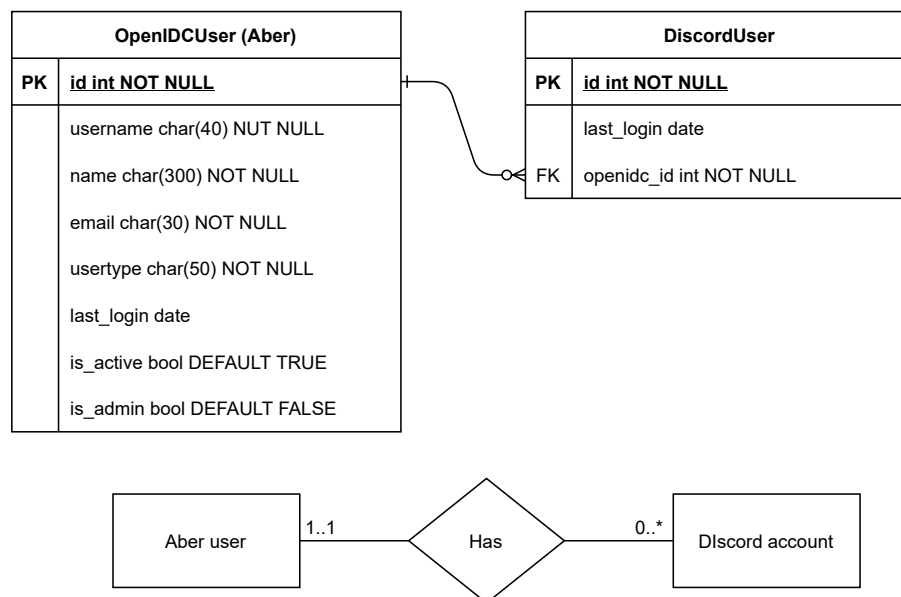 OpenIDCUser (Aber)
PK id int NOT NULL
username char(40) NUT NULL
name char(300) NOT NULL
email char(30) NOT NULL
usertype char(50) NOT NULL
last_login date
is_active bool DEFAULT TRUE
is_admin bool DEFAULT FALSE
DiscordUser
PK id int NOT NULL
last_login date
FK openidc_id int NOT NULL
Aber user
1..1
Has
0..*
DIscord account